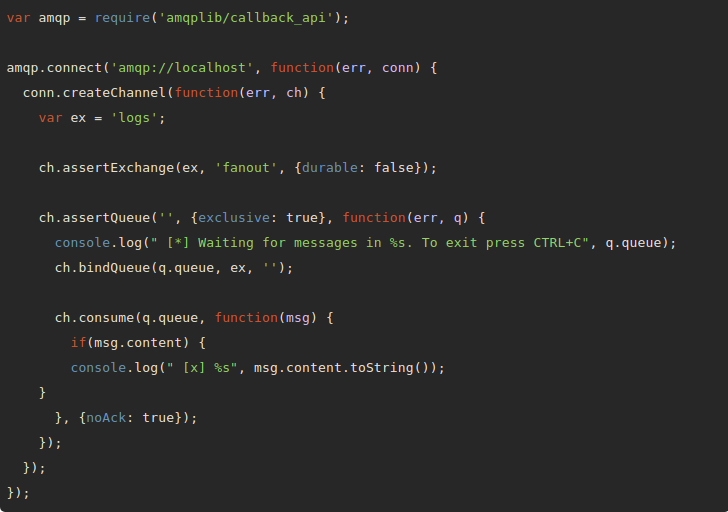 var amqp = require('amqplib/callback_api');

amqp.connect('amqp://localhost', function(err, conn) {
  conn.createChannel(function(err, ch) {
    var ex = 'logs';

    ch.assertExchange(ex, 'fanout', {durable: false});

    ch.assertQueue('', {exclusive: true}, function(err, q) {
      console.log(" [*] Waiting for messages in %s. To exit press CTRL+C", q.queue);
      ch.bindQueue(q.queue, ex, '');

      ch.consume(q.queue, function(msg) {
        if(msg.content) {
        console.log(" [x] %s", msg.content.toString());
    }
      }, {noAck: true});
    });
  });
});